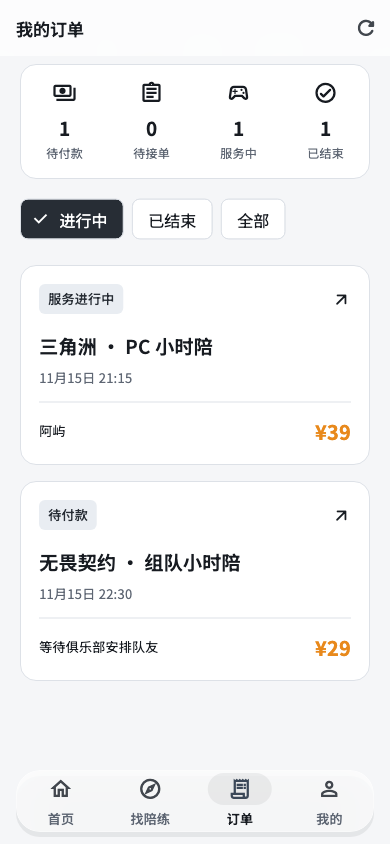 我的订单
1 0 1 1
待付款 待接单 服务中 已结束
进行中 已结束 全部
服务进行中
三角洲 · PC 小时陪
11月15日 21:15
阿屿 ¥39
待付款
无畏契约 · 组队小时陪
11月15日 22:30
等待俱乐部安排队友 ¥29
首页 找陪练 订单 我的